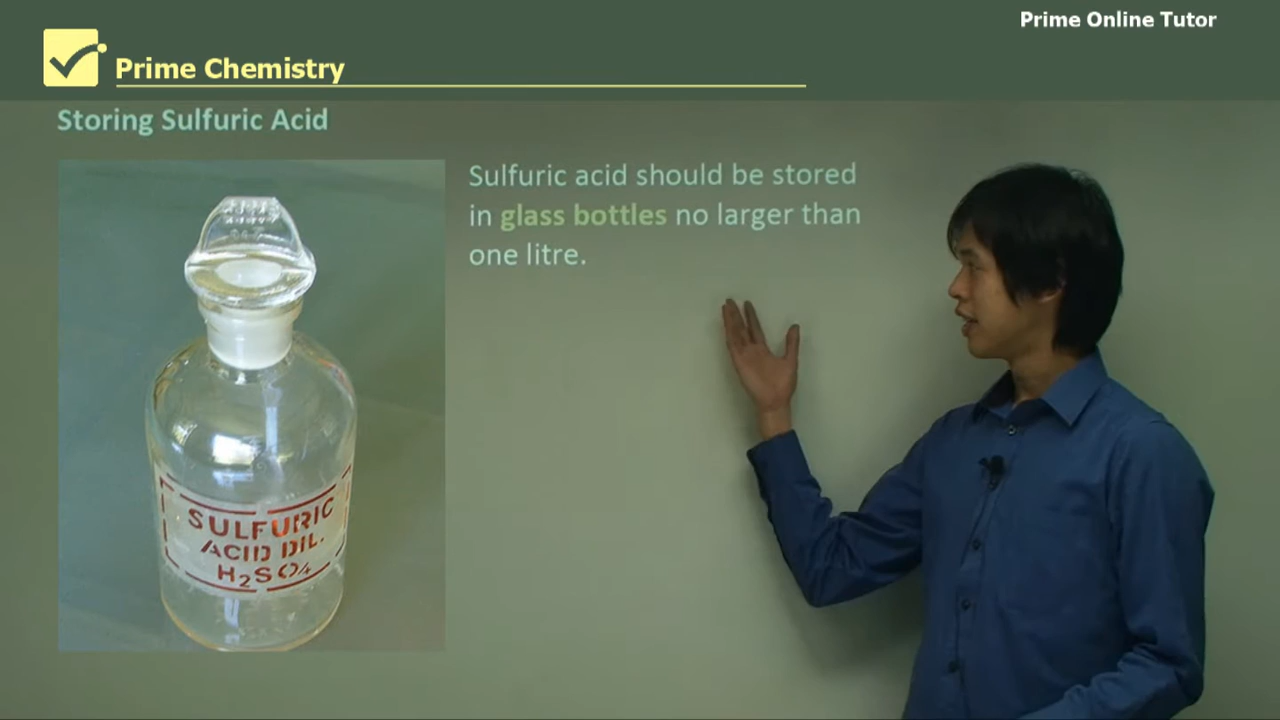 Prime Online Tutor
Prime Chemistry
Storing Sulfuric Acid
Sulfuric acid should be stored
in glass bottles no larger than
one litre.
SULFURIC
ACID DIL.
H₂SO₄